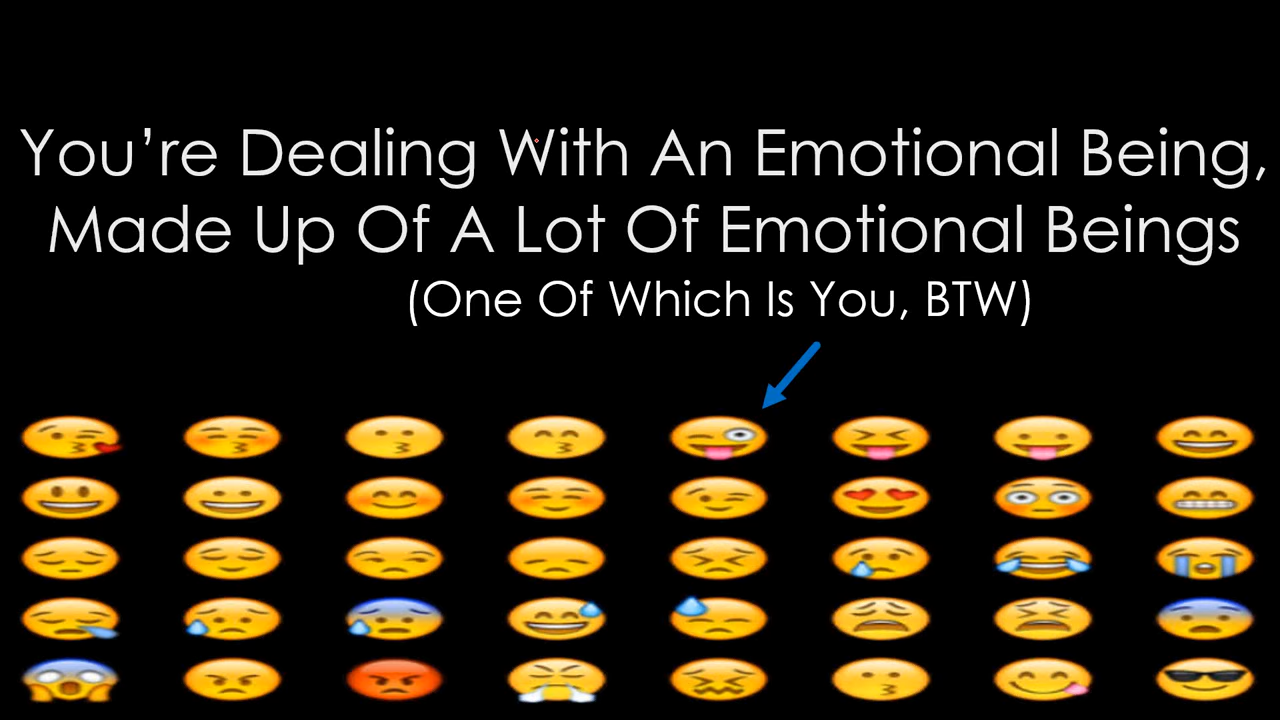 You’re Dealing With An Emotional Being,
Made Up Of A Lot Of Emotional Beings
(One Of Which Is You, BTW)